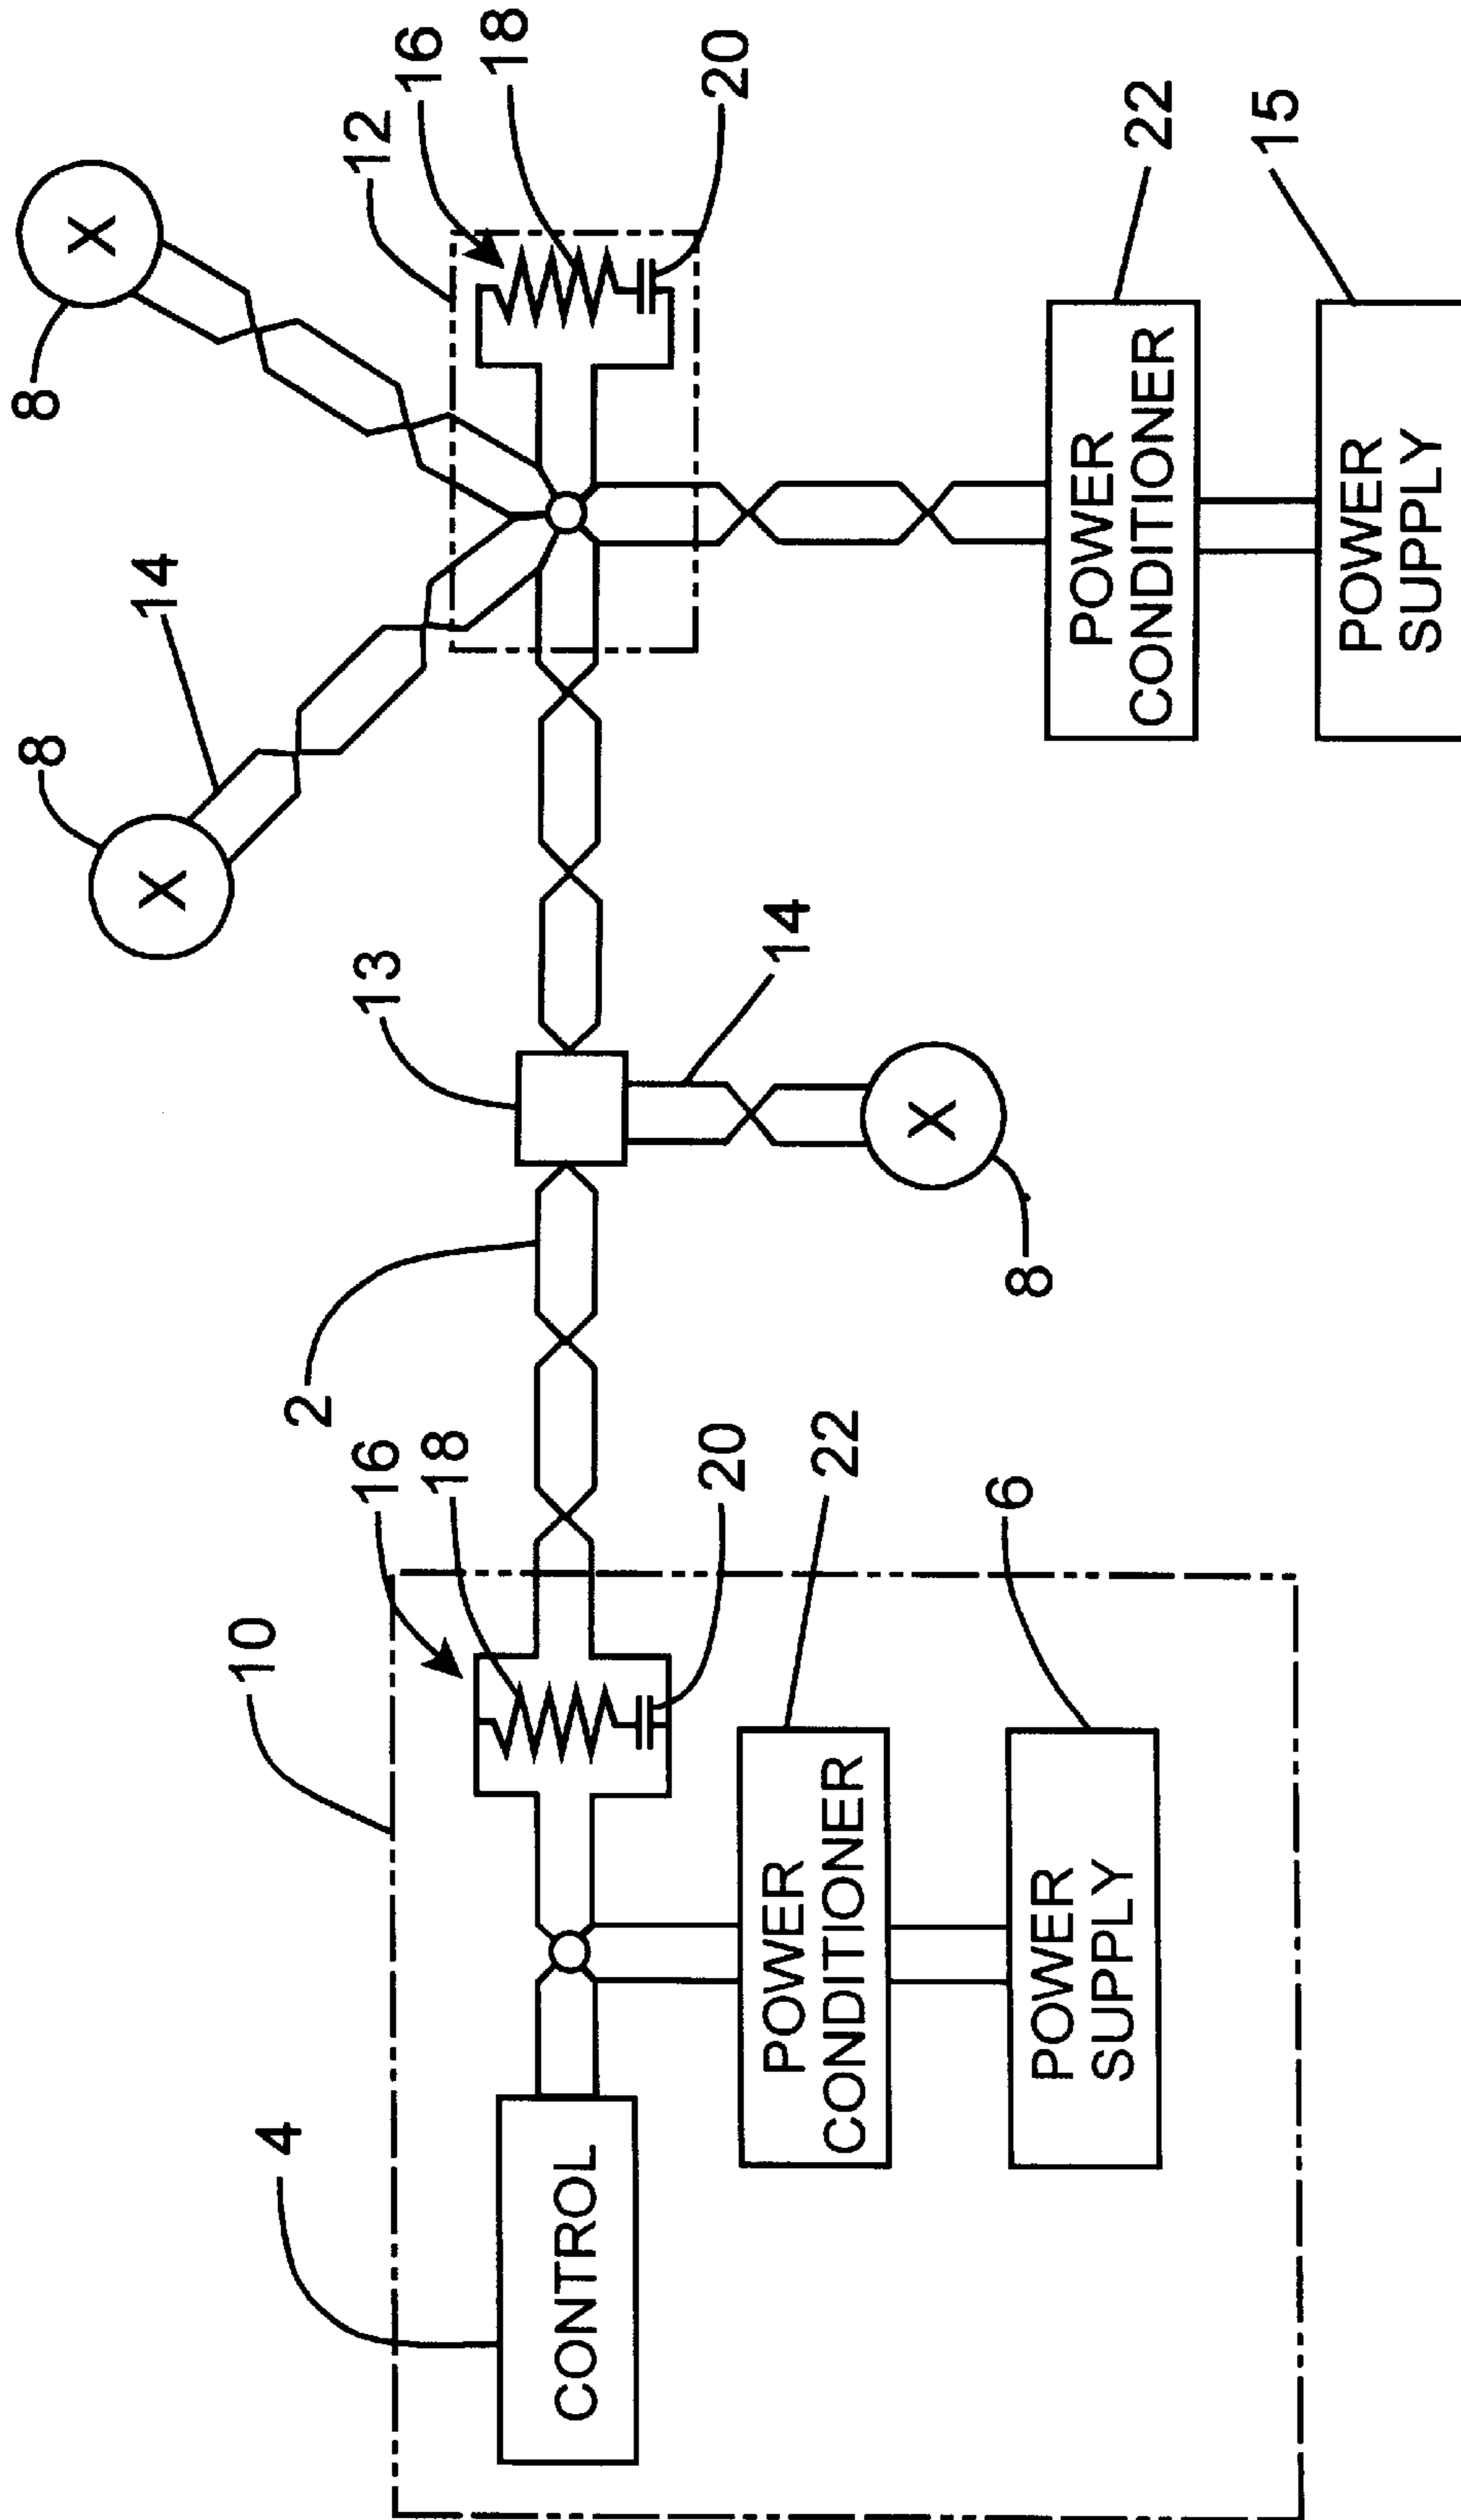 8
8
X
12
16
18
20
14
X
22
15
POWER
CONDITIONER
POWER
SUPPLY
13
14
X
8
2
16
18
20
22
6
10
4
CONTROL
POWER
CONDITIONER
POWER
SUPPLY